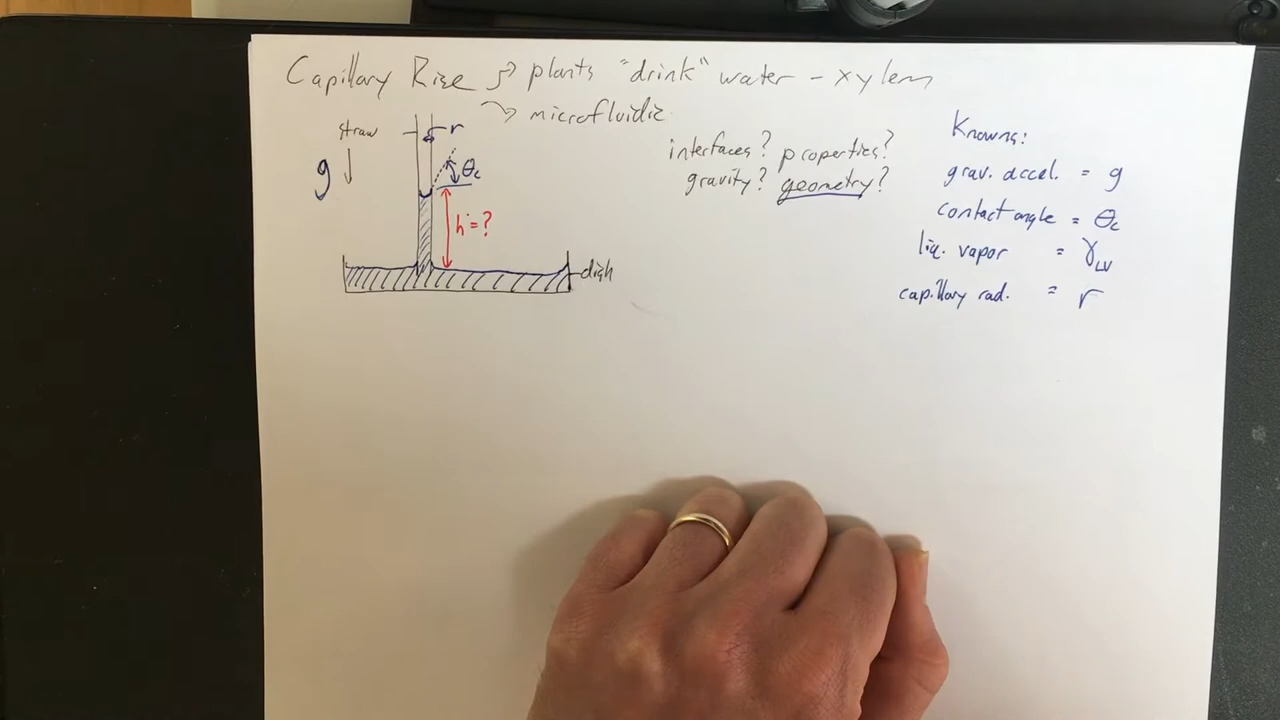 Capillary Rise → plants "drink" water - xylem
→ microfluidic
straw
r
g
θc
h = ?
dish
interfaces? properties?
gravity? geometry?
Knowns:
grav. accel. = g
contact angle = θc
liq. vapor = γLV
capillary rad. = r